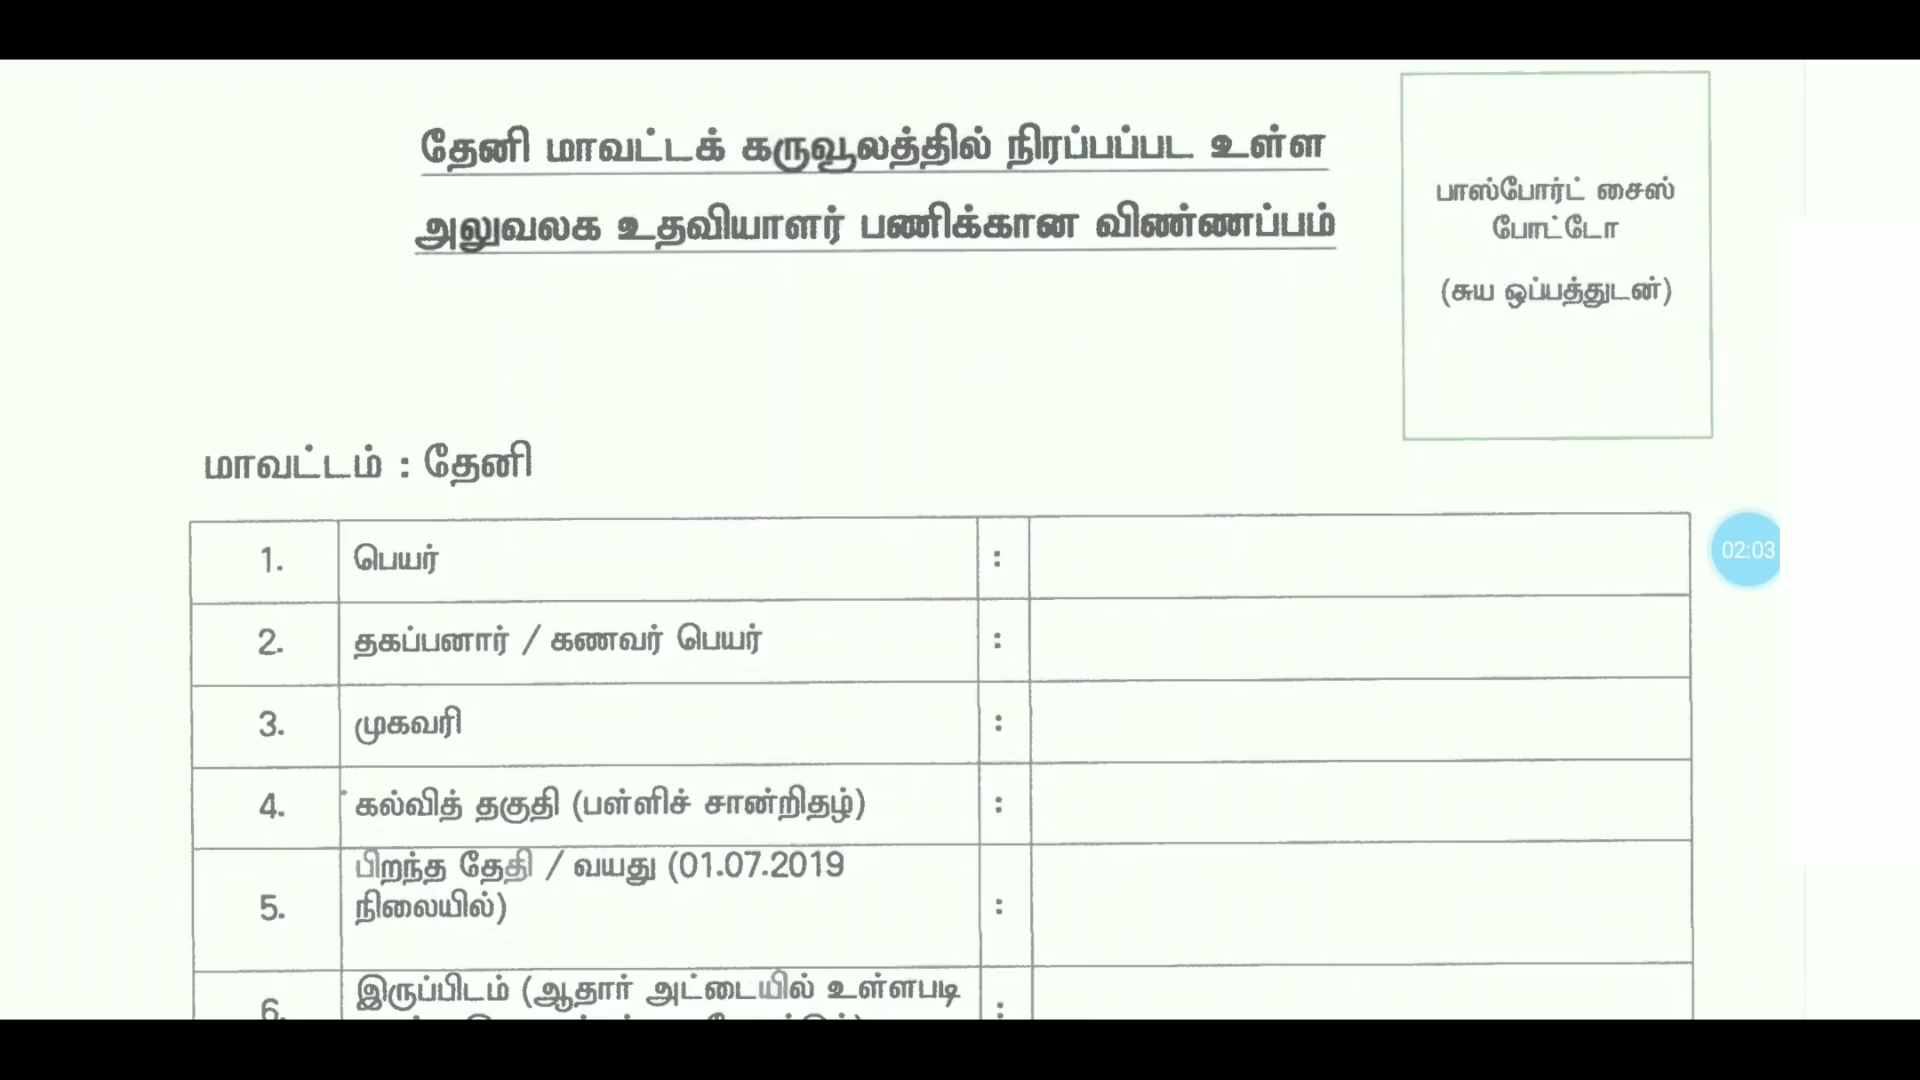 தேனி மாவட்டக் கருவூலத்தில் நிரப்பப்பட உள்ள
அலுவலக உதவியாளர் பணிக்கான விண்ணப்பம்
பாஸ்போர்ட் சைஸ்
போட்டோ
(சுய ஒப்பத்துடன்)
மாவட்டம் : தேனி
1. பெயர் :
2. தகப்பனார் / கணவர் பெயர் :
3. முகவரி :
4. கல்வித் தகுதி (பள்ளிச் சான்றிதழ்) :
5. பிறந்த தேதி / வயது (01.07.2019
நிலையில்) :
6. இருப்பிடம் (ஆதார் அட்டையில் உள்ளபடி :
02:03